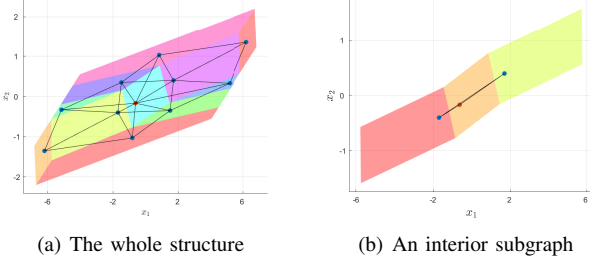 2
1
0
-1
-2
x₂
-6
-2
2
6
x₁
(a) The whole structure
1
0
-1
x₂
-6
-2
2
6
x₁
(b) An interior subgraph